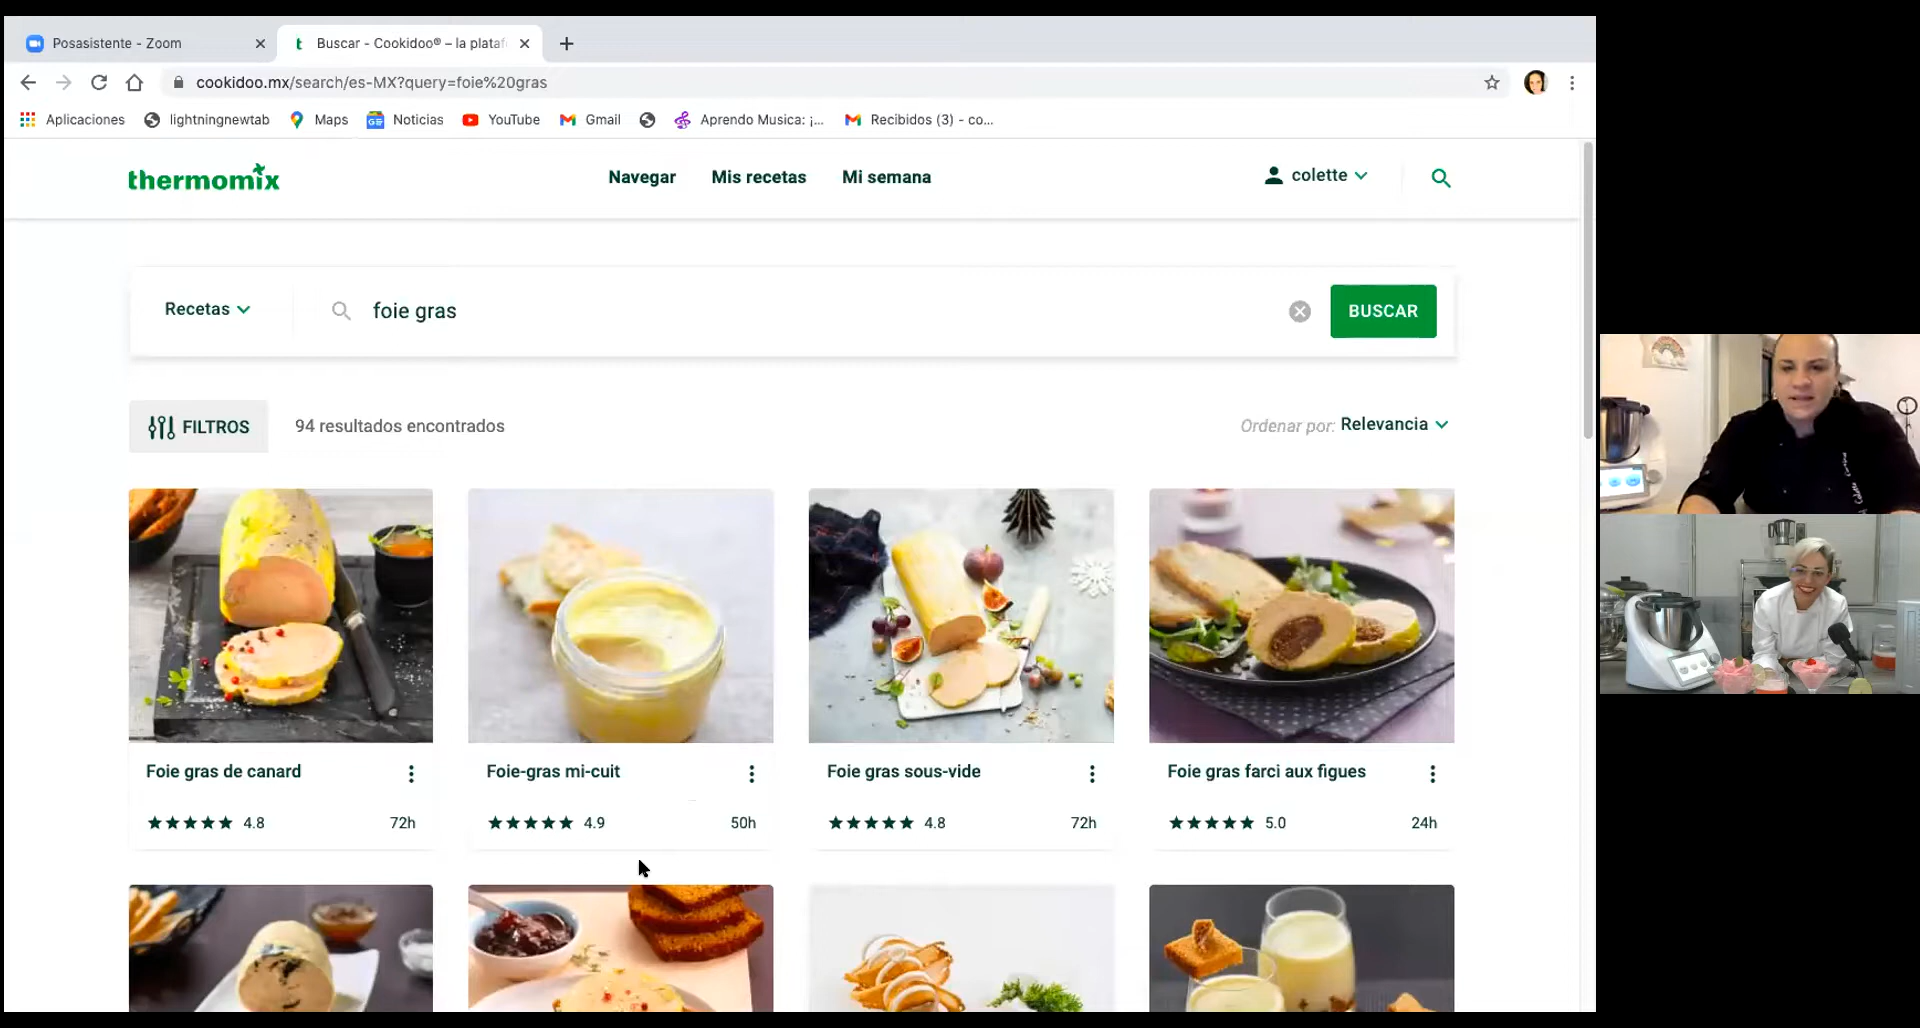 Posasistente - Zoom
Buscar - Cookidoo® – la plataf
cookidoo.mx/search/es-MX?query=foie%20gras
Aplicaciones
lightningnewtab
Maps
Noticias
YouTube
Gmail
Aprendo Musica: ¡...
Recibidos (3) - co...
thermomix
Navegar
Mis recetas
Mi semana
colette
Recetas
foie gras
BUSCAR
FILTROS
94 resultados encontrados
Ordenar por: Relevancia
Foie gras de canard
Foie-gras mi-cuit
Foie gras sous-vide
Foie gras farci aux figues
4.8
72h
4.9
50h
4.8
72h
5.0
24h